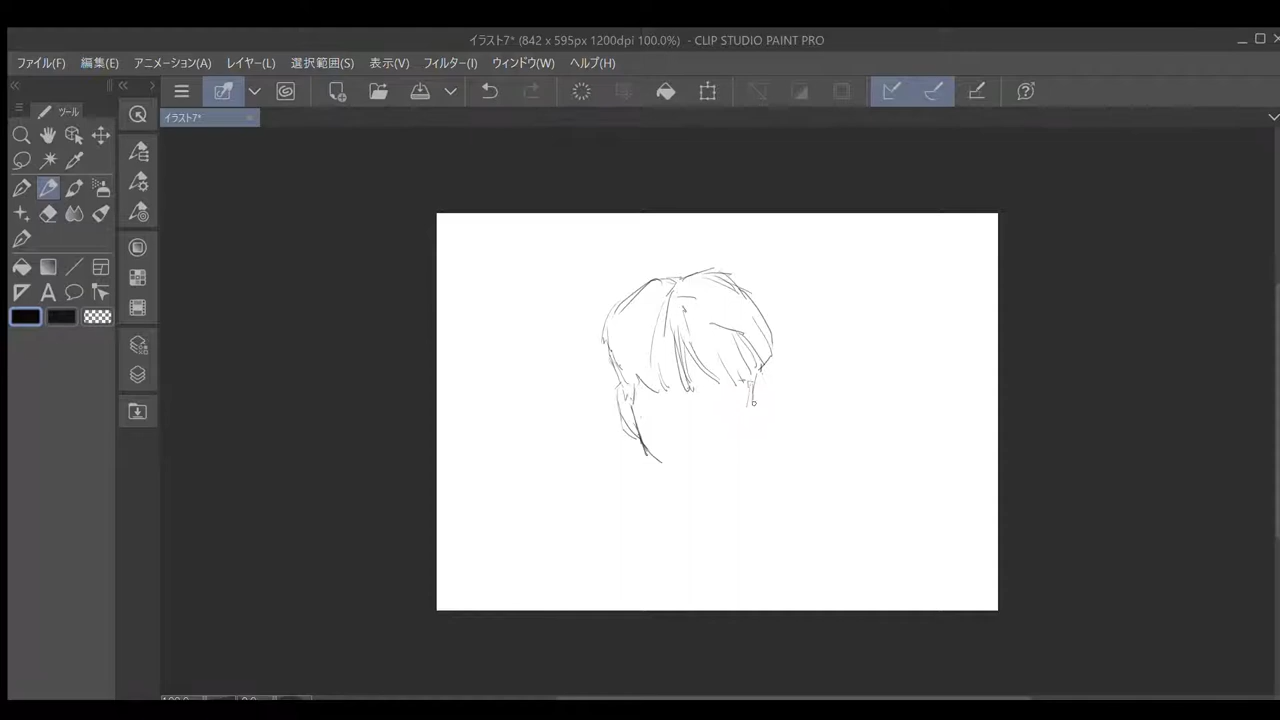 イラスト7* (842 x 595px 1200dpi 100.0%) - CLIP STUDIO PAINT PRO
ファイル(F) 編集(E) アニメーション(A) レイヤー(L) 選択範囲(S) 表示(V) フィルター(I) ウィンドウ(W) ヘルプ(H)
ツール
イラスト7*